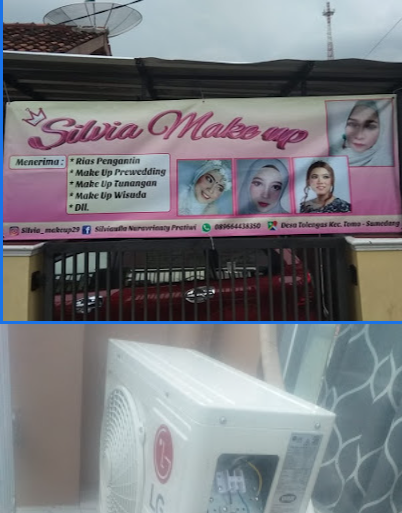 Silvia Make up
Menerima :
* Rias Pengantin
* Make Up Prewedding
* Make Up Tunangan
* Make Up Wisuda
* Dll.
Silvia_makeup29
089664438350
Desa Tolengas Kec. Tomo - Sumedang
LG